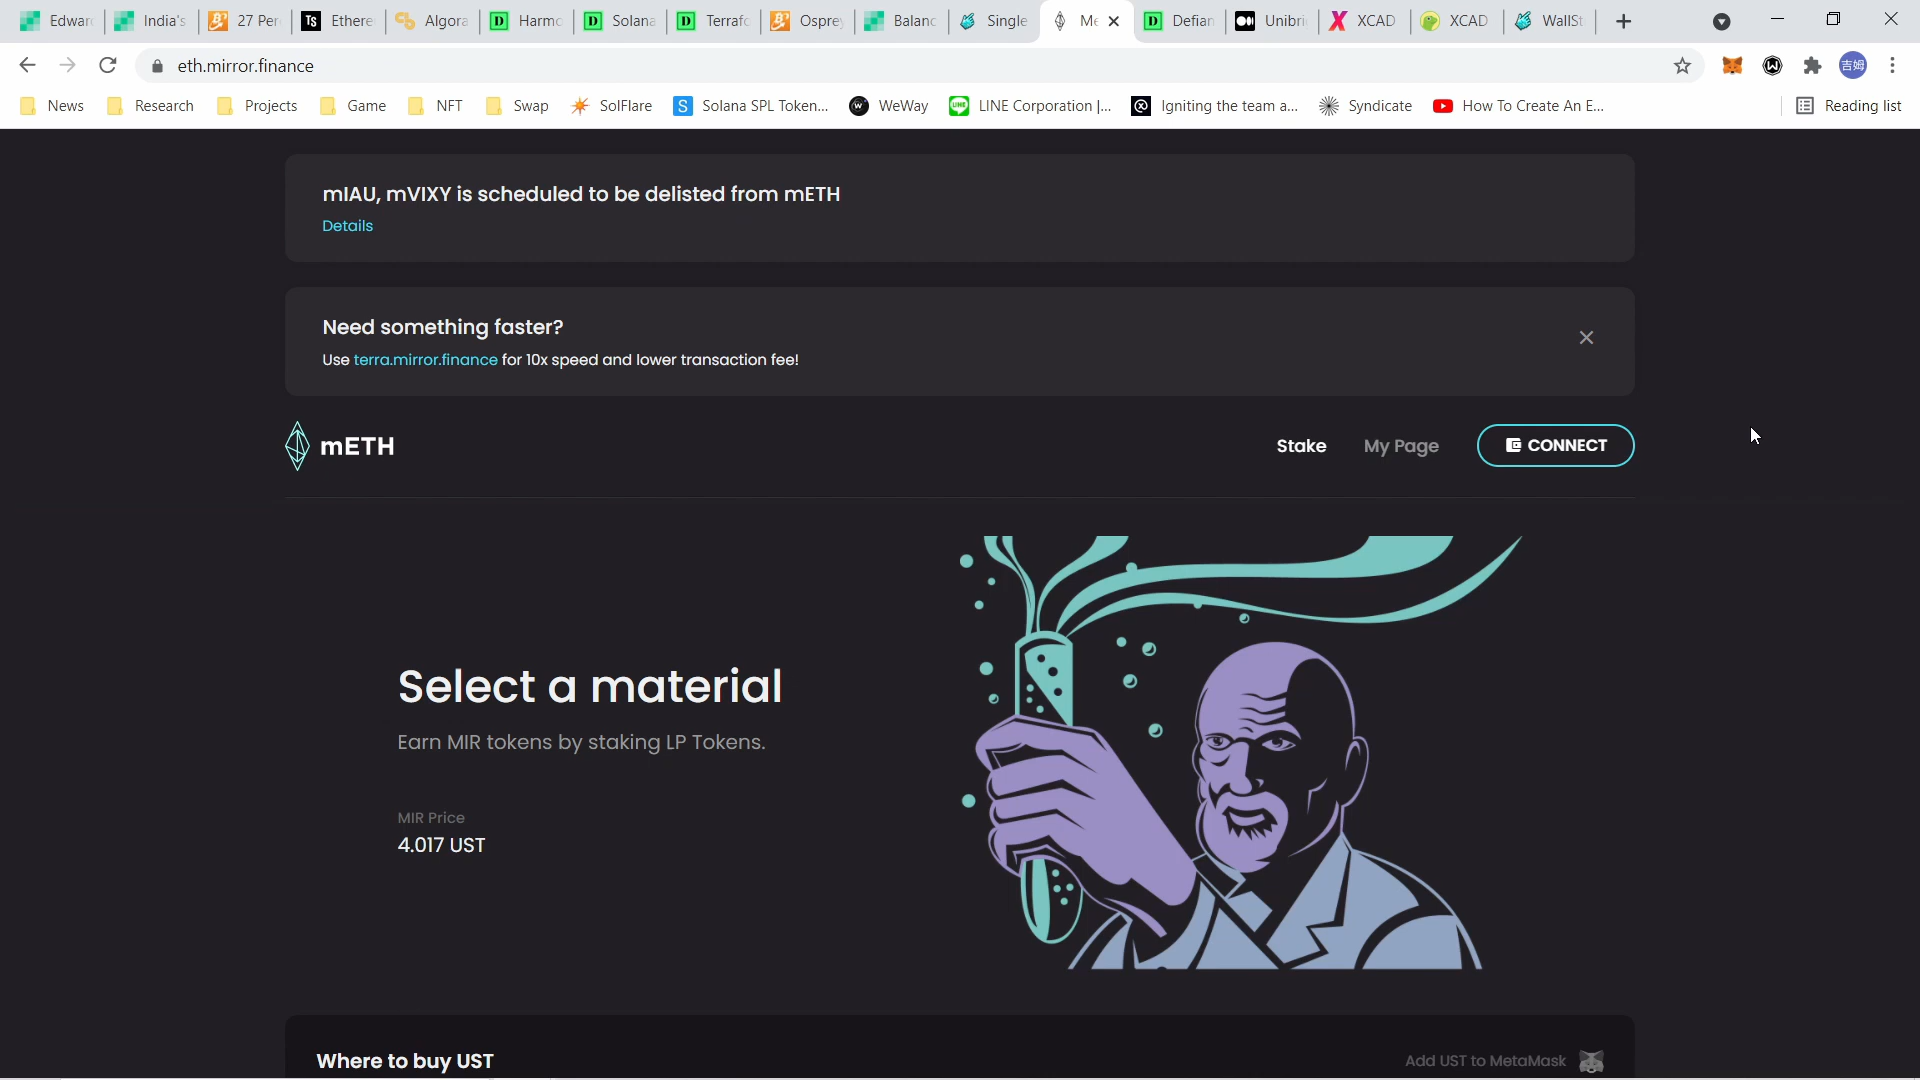 Edwar
India's
27 Per
Ethere
Algora
Harmo
Solana
Terrafo
Osprey
Balanc
Single
Me
Defian
Unibri
XCAD
XCAD
WallSt
eth.mirror.finance
吉姆
News
Research
Projects
Game
NFT
Swap
SolFlare
Solana SPL Token...
WeWay
LINE Corporation |...
Igniting the team a...
Syndicate
How To Create An E...
Reading list
mIAU, mVIXY is scheduled to be delisted from mETH
Details
Need something faster?
Use terra.mirror.finance for 10x speed and lower transaction fee!
mETH
Stake
My Page
CONNECT
Select a material
Earn MIR tokens by staking LP Tokens.
MIR Price
4.017 UST
Where to buy UST
Add UST to MetaMask